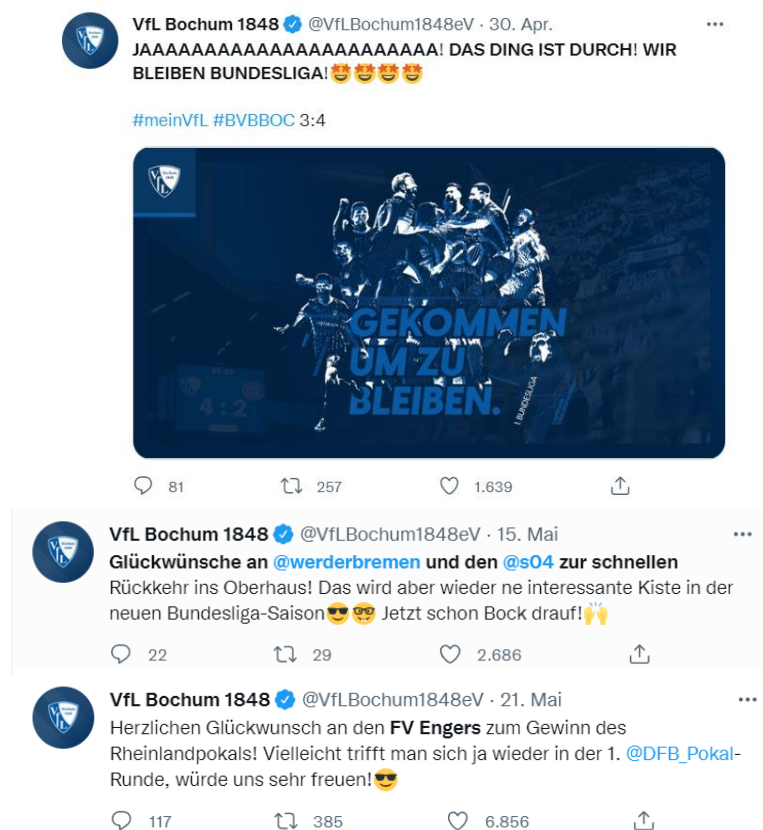 VfL Bochum 1848 @VfLBochum1848eV · 30. Apr.
JAAAAAAAAAAAAAAAAAAAAAAA! DAS DING IST DURCH! WIR
BLEIBEN BUNDESLIGA!🤩🤩🤩🤩
#meinVfL #BVBBOC 3:4
VfL
GEKOMMEN
UM ZU
BLEIBEN.
1. BUNDESLIGA
4:2
81 257 1.639
VfL Bochum 1848 @VfLBochum1848eV · 15. Mai
Glückwünsche an @werderbremen und den @s04 zur schnellen
Rückkehr ins Oberhaus! Das wird aber wieder ne interessante Kiste in der
neuen Bundesliga-Saison😎🤓 Jetzt schon Bock drauf!🙌
22 29 2.686
VfL Bochum 1848 @VfLBochum1848eV · 21. Mai
Herzlichen Glückwunsch an den FV Engers zum Gewinn des
Rheinlandpokals! Vielleicht trifft man sich ja wieder in der 1. @DFB_Pokal-
Runde, würde uns sehr freuen!😎
117 385 6.856